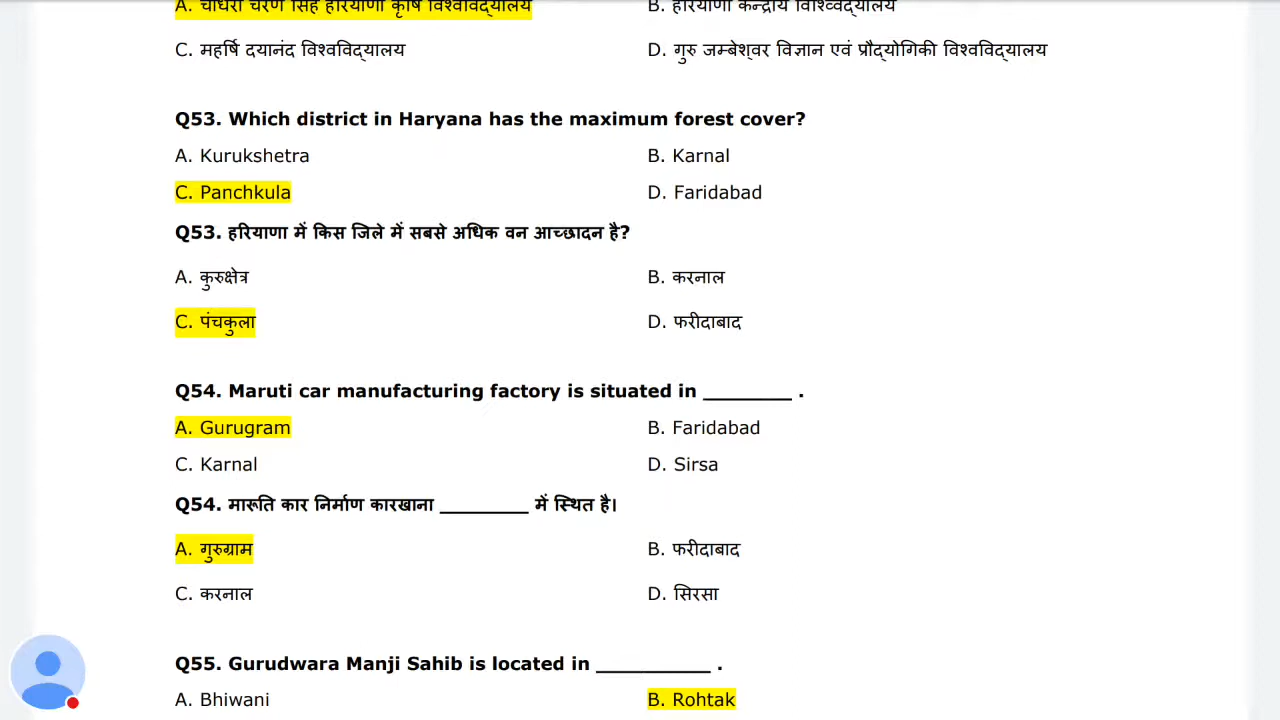 A. चौधरी चरण सिंह हरियाणा कृषि विश्वविद्यालय B. हरियाणा केन्द्रीय विश्व्वद्यालय
C. महर्षि दयानंद विश्वविद्यालय D. गुरु जम्बेश्वर विज्ञान एवं प्रौद्योगिकी विश्वविद्यालय
Q53. Which district in Haryana has the maximum forest cover?
A. Kurukshetra B. Karnal
C. Panchkula D. Faridabad
Q53. हरियाणा में किस जिले में सबसे अधिक वन आच्छादन है?
A. कुरुक्षेत्र B. करनाल
C. पंचकुला D. फरीदाबाद
Q54. Maruti car manufacturing factory is situated in ________ .
A. Gurugram B. Faridabad
C. Karnal D. Sirsa
Q54. मारूति कार निर्माण कारखाना ________ में स्थित है।
A. गुरुग्राम B. फरीदाबाद
C. करनाल D. सिरसा
Q55. Gurudwara Manji Sahib is located in __________ .
A. Bhiwani B. Rohtak